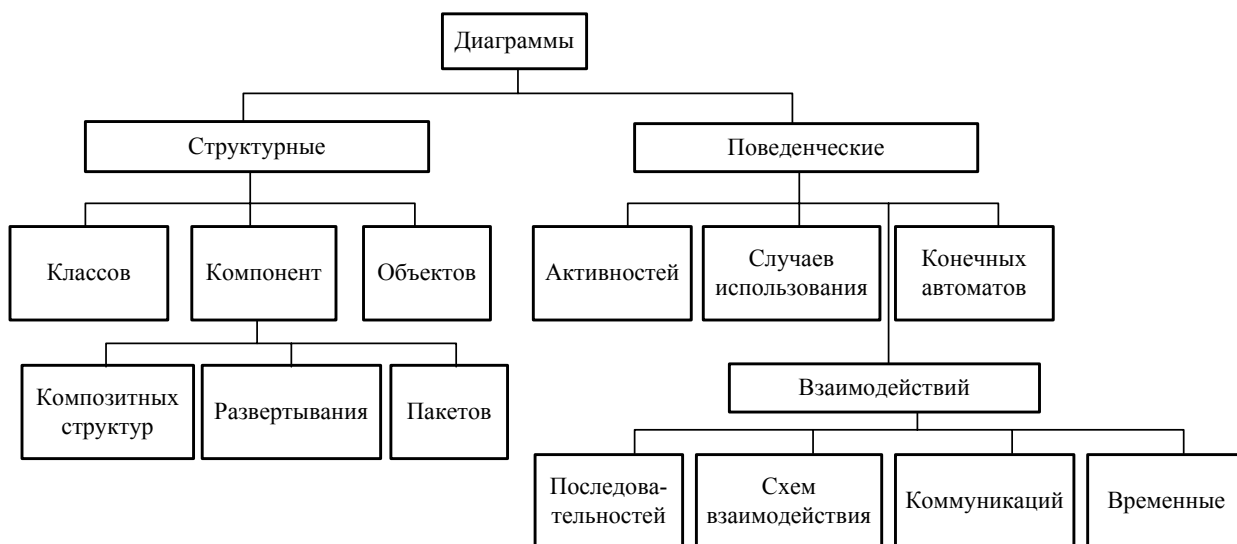 Диаграммы
Структурные
Поведенческие
Классов
Компонент
Объектов
Активностей
Случаев
использования
Конечных
автоматов
Композитных
структур
Развертывания
Пакетов
Взаимодействий
Последова-
тельностей
Схем
взаимодействия
Коммуникаций
Временные